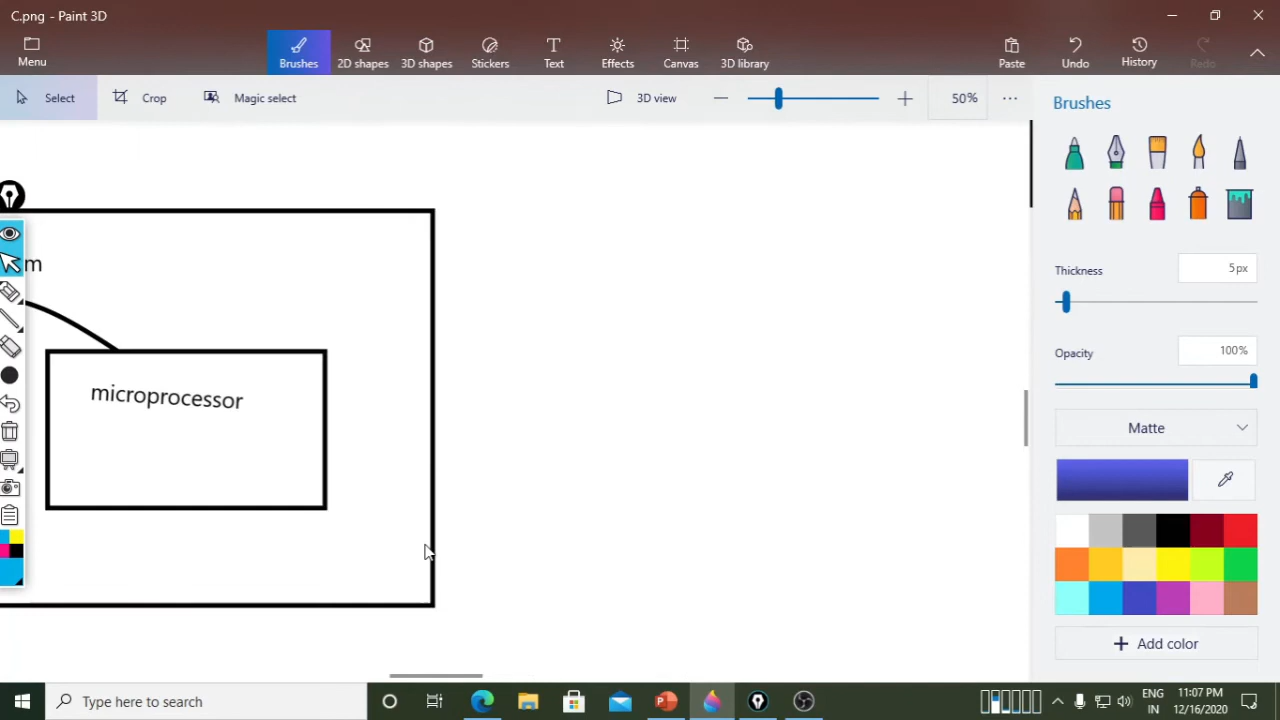 C.png - Paint 3D
Menu
Brushes
2D shapes
3D shapes
Stickers
Text
Effects
Canvas
3D library
Paste
Undo
History
Redo
Select
Crop
Magic select
3D view
50%
Brushes
m
microprocessor
Thickness
5px
Opacity
100%
Matte
Add color
Type here to search
ENG
IN
11:07 PM
12/16/2020